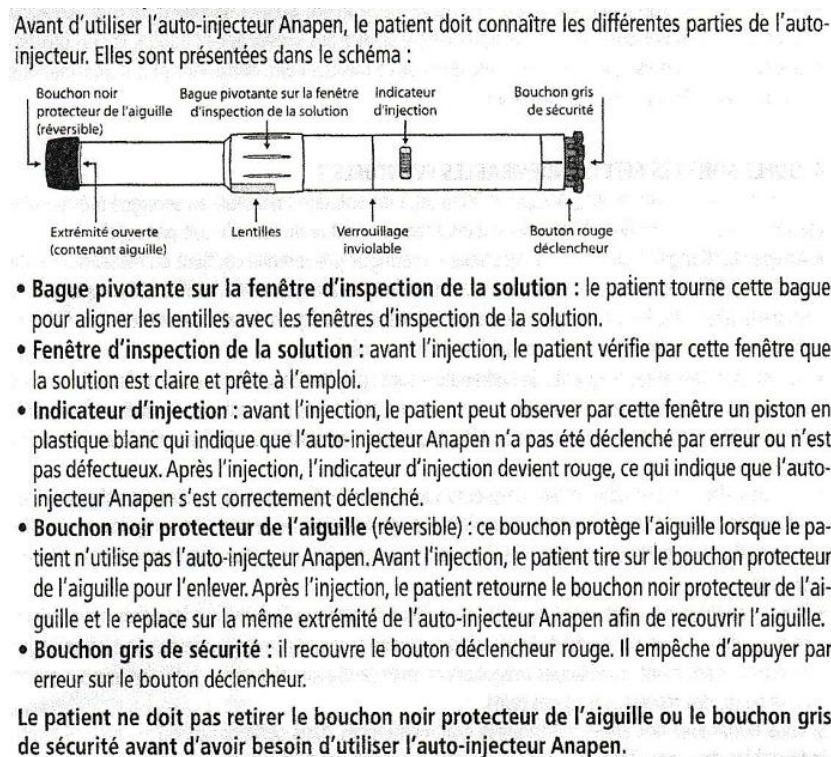 Avant d'utiliser l'auto-injecteur Anapen, le patient doit connaître les différentes parties de l'auto-
injecteur. Elles sont présentées dans le schéma :
Bouchon noir
protecteur de l'aiguille
(réversible)
Bague pivotante sur la fenêtre
d'inspection de la solution
Indicateur
d'injection
Bouchon gris
de sécurité
Extrémité ouverte
(contenant aiguille)
Lentilles
Verrouillage
inviolable
Bouton rouge
déclencheur
• Bague pivotante sur la fenêtre d'inspection de la solution : le patient tourne cette bague
pour aligner les lentilles avec les fenêtres d'inspection de la solution.
• Fenêtre d'inspection de la solution : avant l'injection, le patient vérifie par cette fenêtre que
la solution est claire et prête à l'emploi.
• Indicateur d'injection : avant l'injection, le patient peut observer par cette fenêtre un piston en
plastique blanc qui indique que l'auto-injecteur Anapen n'a pas été déclenché par erreur ou n'est
pas défectueux. Après l'injection, l'indicateur d'injection devient rouge, ce qui indique que l'auto-
injecteur Anapen s'est correctement déclenché.
• Bouchon noir protecteur de l'aiguille (réversible) : ce bouchon protège l'aiguille lorsque le pa-
tient n'utilise pas l'auto-injecteur Anapen. Avant l'injection, le patient tire sur le bouchon protecteur
de l'aiguille pour l'enlever. Après l'injection, le patient retourne le bouchon noir protecteur de l'ai-
guille et le replace sur la même extrémité de l'auto-injecteur Anapen afin de recouvrir l'aiguille.
• Bouchon gris de sécurité : il recouvre le bouton déclencheur rouge. Il empêche d'appuyer par
erreur sur le bouton déclencheur.
Le patient ne doit pas retirer le bouchon noir protecteur de l'aiguille ou le bouchon gris
de sécurité avant d'avoir besoin d'utiliser l'auto-injecteur Anapen.